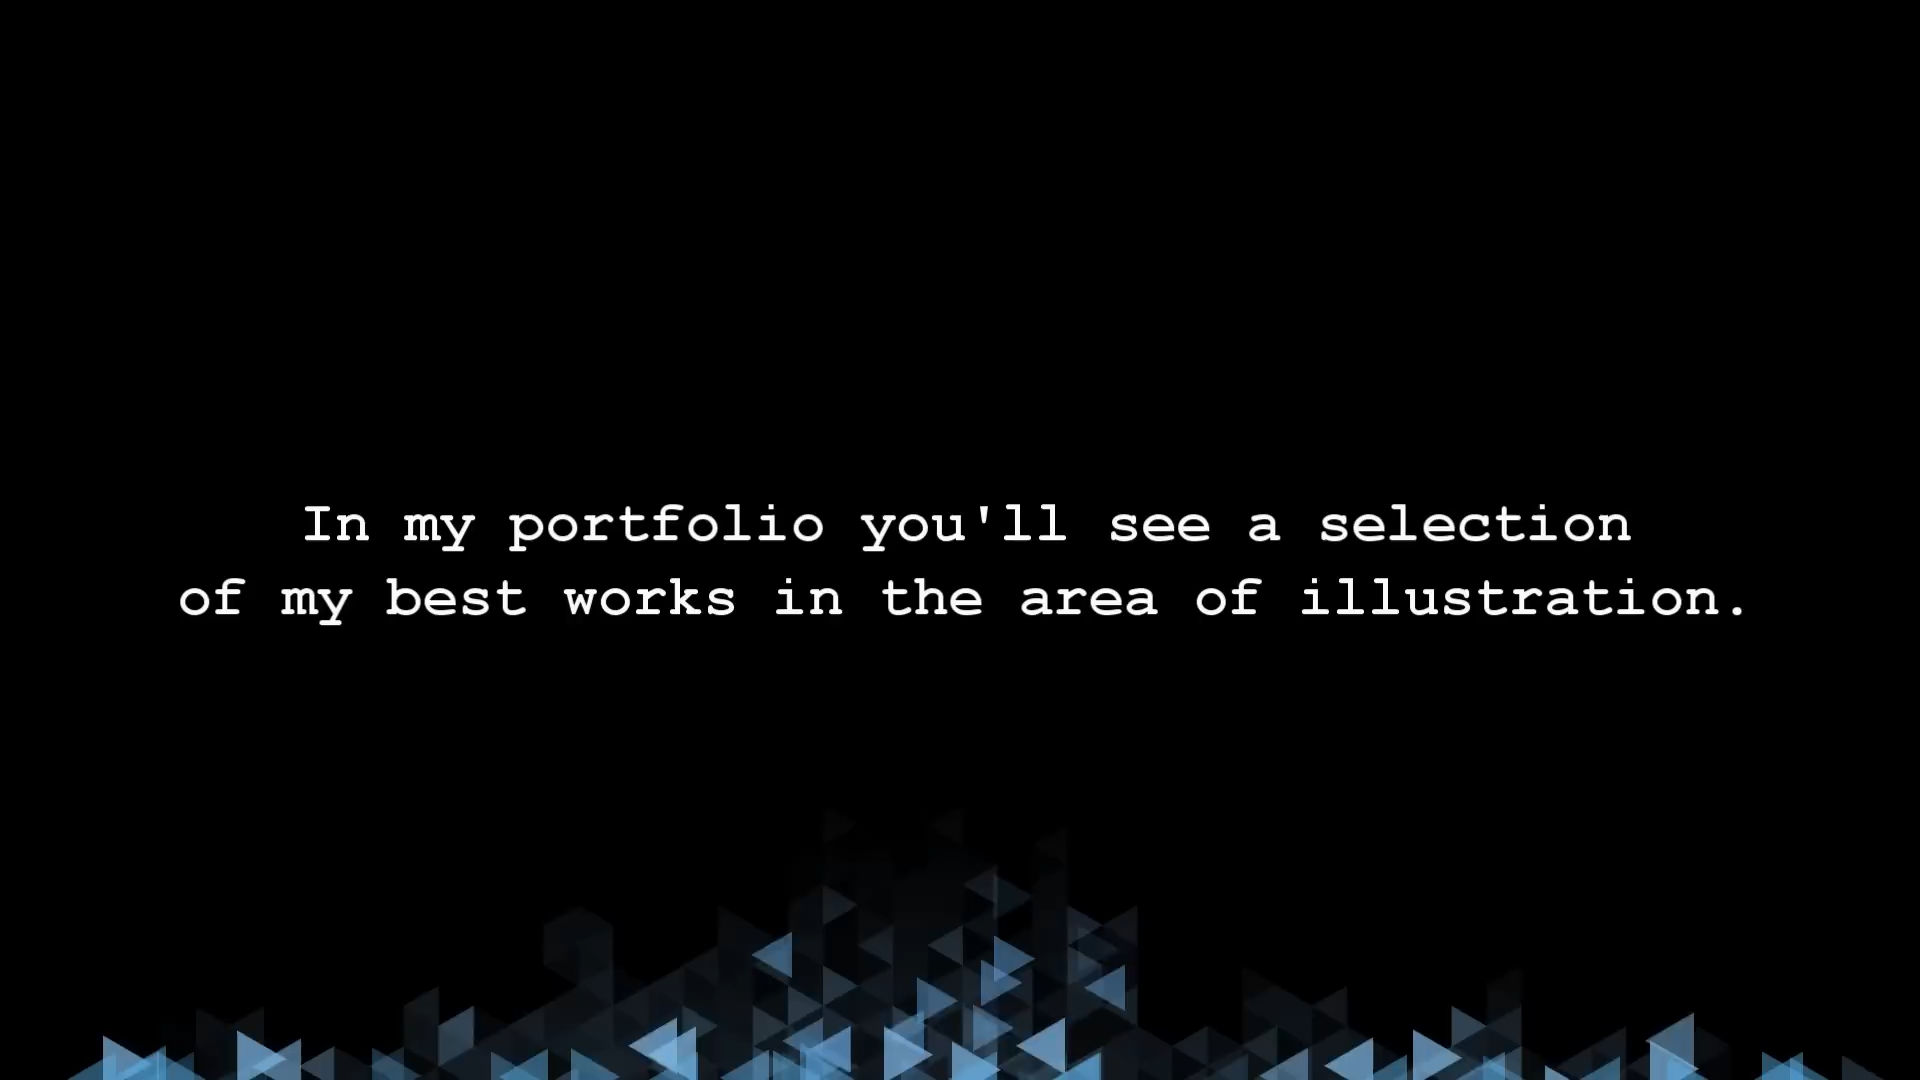 In my portfolio you'll see a selection
of my best works in the area of illustration.